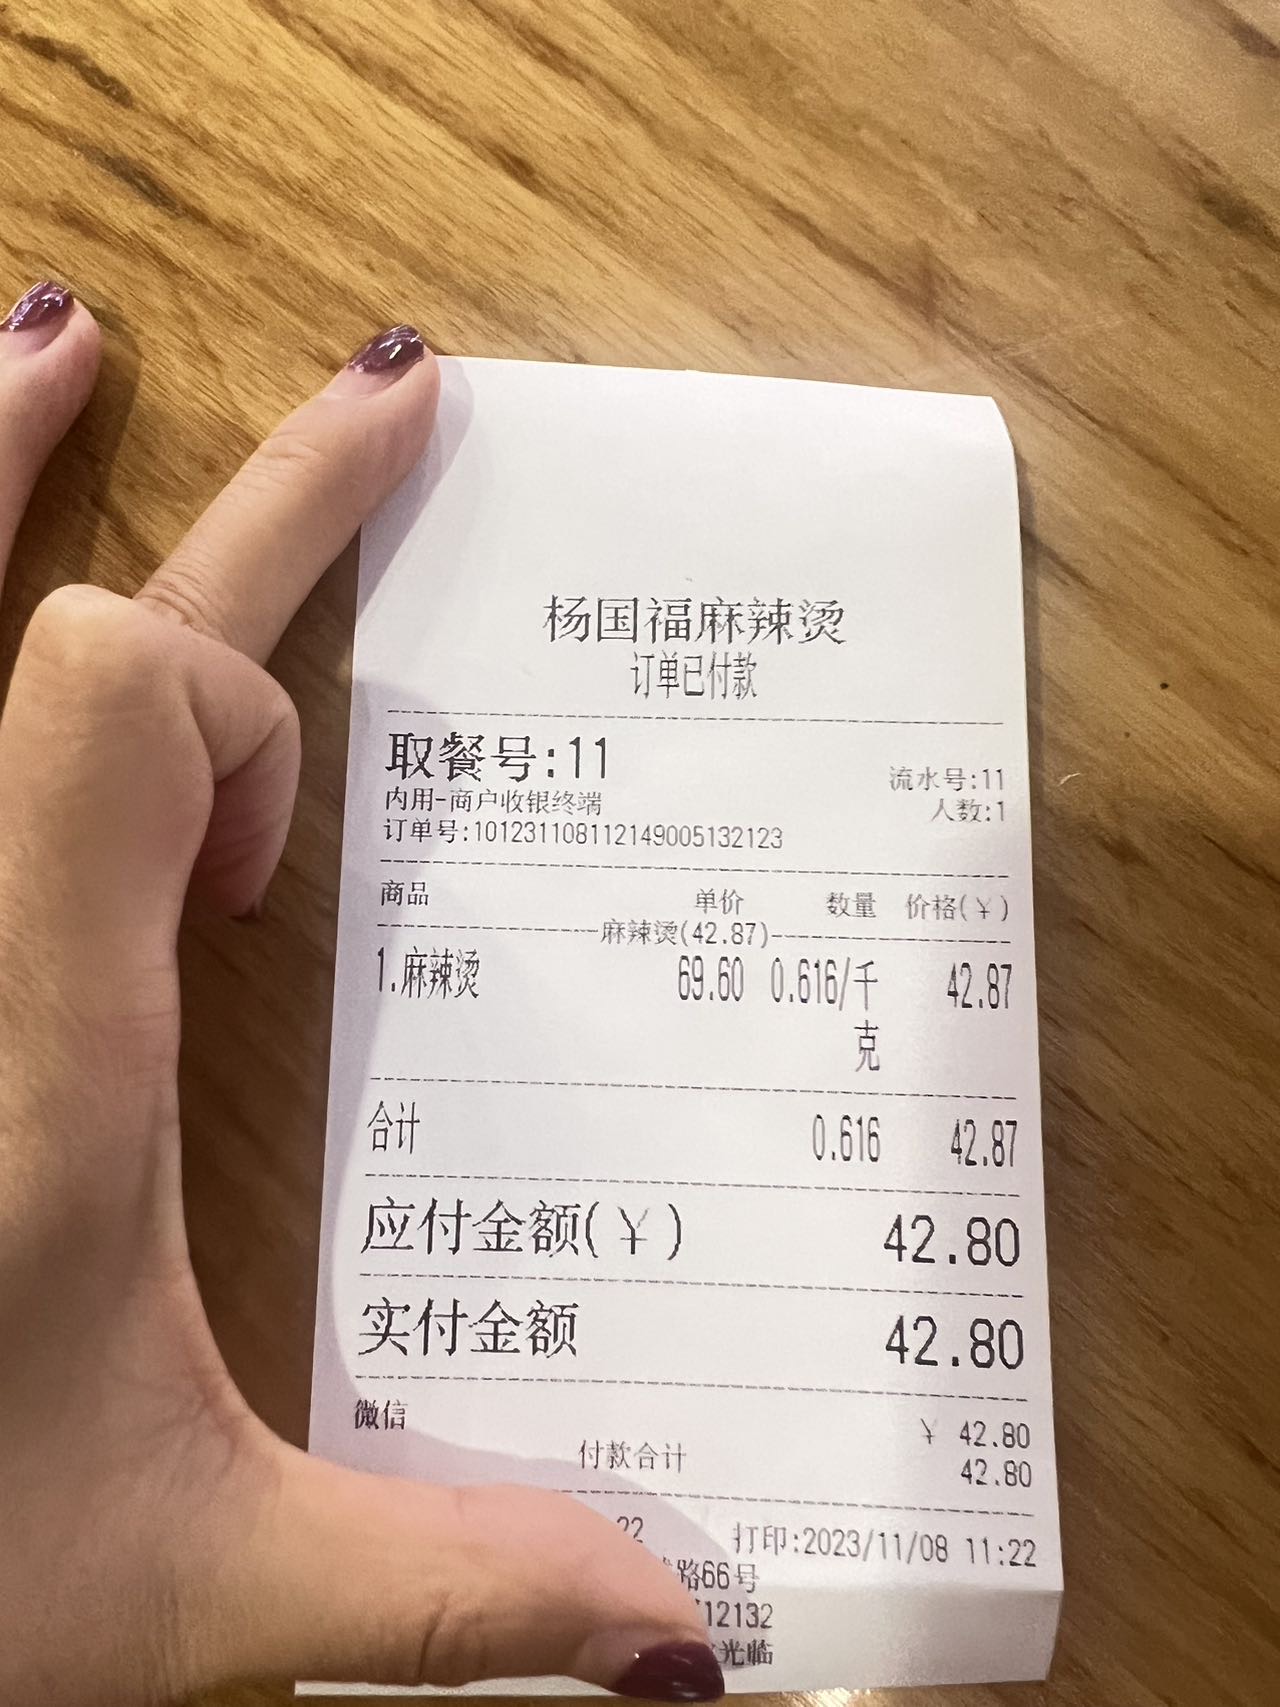 杨国福麻辣烫
订单已付款
取餐号:11
流水号:11
内用-商户收银终端
人数:1
订单号:101231108112149005132123
商品 单价 数量 价格(￥)
麻辣烫(42.87)
1.麻辣烫 69.60 0.616/千克 42.87
合计 0.616 42.87
应付金额(￥) 42.80
实付金额 42.80
微信 ￥ 42.80
付款合计 42.80
22 打印:2023/11/08 11:22
路66号
12132
光临